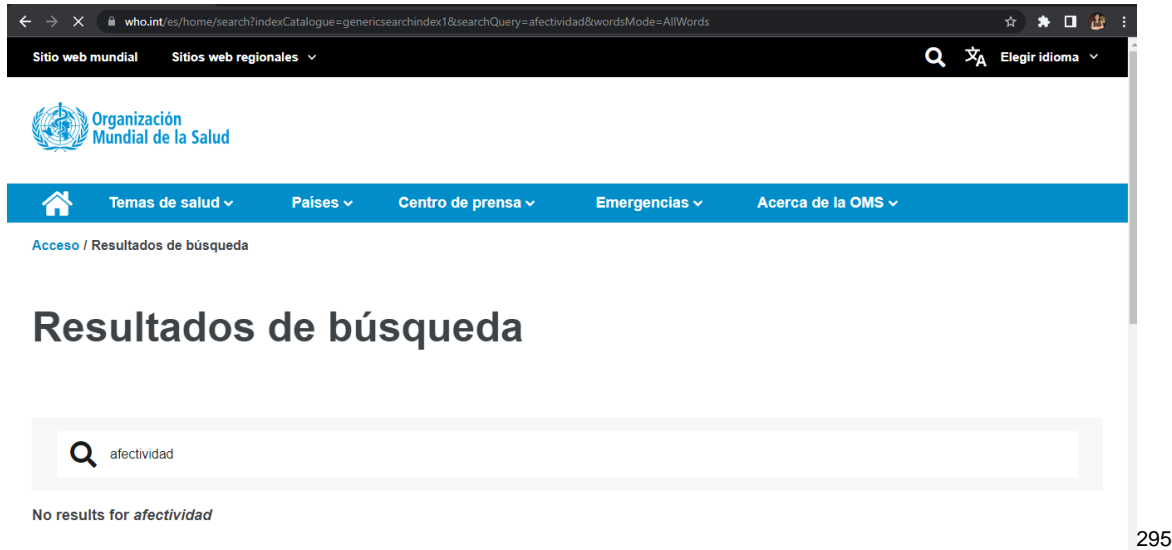 who.int/es/home/search?indexCatalogue=genericsearchindex1&searchQuery=afectividad&wordsMode=AllWords
Sitio web mundial Sitios web regionales Elegir idioma
Organización
Mundial de la Salud
Temas de salud Países Centro de prensa Emergencias Acerca de la OMS
Acceso / Resultados de búsqueda
Resultados de búsqueda
afectividad
No results for afectividad
295